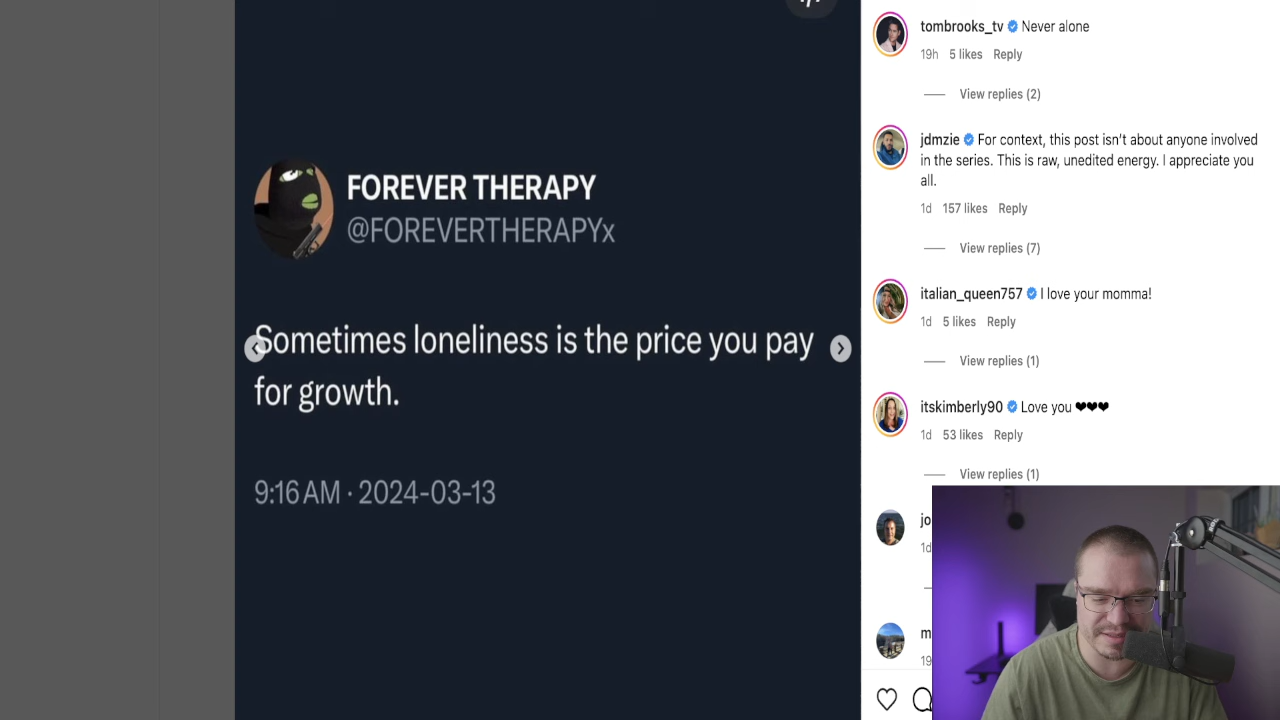 FOREVER THERAPY
@FOREVERTHERAPYx
Sometimes loneliness is the price you pay
for growth.
9:16 AM · 2024-03-13
tombrooks_tv Never alone
19h 5 likes Reply
View replies (2)
jdmzie For context, this post isn't about anyone involved
in the series. This is raw, unedited energy. I appreciate you
all.
1d 157 likes Reply
View replies (7)
italian_queen757 I love your momma!
1d 5 likes Reply
View replies (1)
itskimberly90 Love you ❤❤❤
1d 53 likes Reply
View replies (1)
jo
1d
m
19